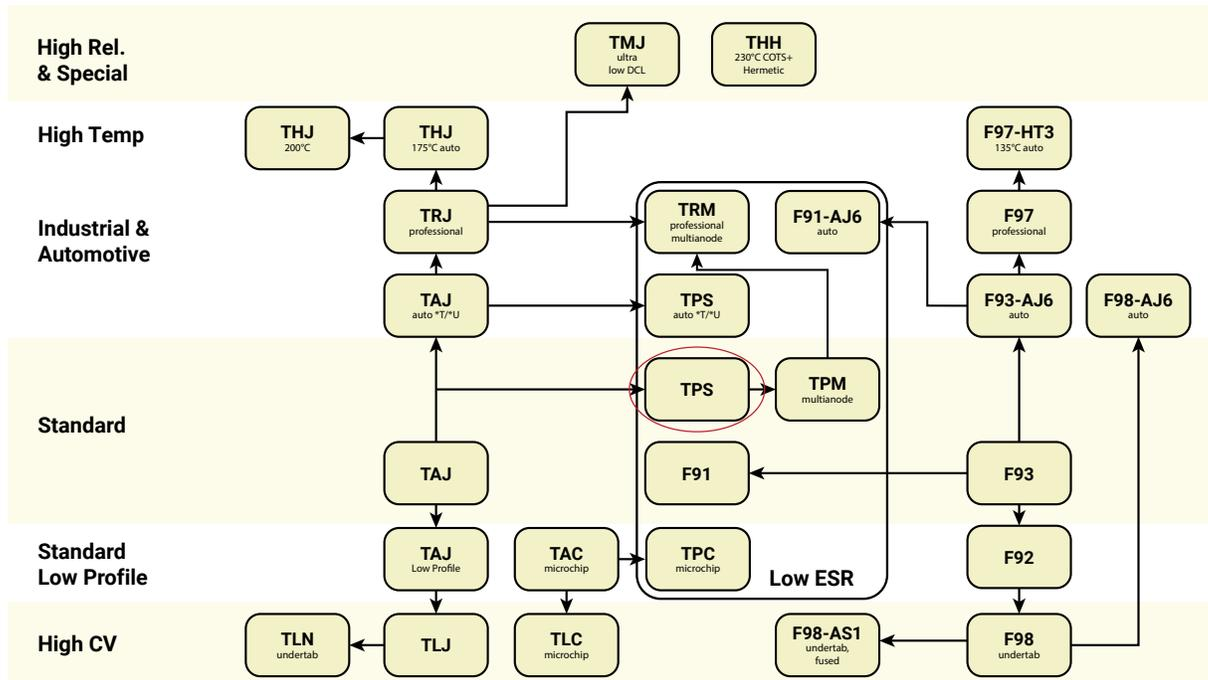 High Rel.
& Special
TMJ
ultra
low DCL
THH
230°C COTS+
Hermetic
High Temp
THJ
200°C
THJ
175°C auto
F97-HT3
135°C auto
Industrial &
Automotive
TRJ
professional
TRM
professional
multianode
F91-AJ6
auto
F97
professional
TAJ
auto *T/*U
TPS
auto *T/*U
F93-AJ6
auto
F98-AJ6
auto
Standard
TPS
TPM
multianode
TAJ
F91
F93
Standard
Low Profile
TAJ
Low Profile
TAC
microchip
TPC
microchip
Low ESR
F92
High CV
TLN
undertab
TLJ
TLC
microchip
F98-AS1
undertab,
fused
F98
undertab